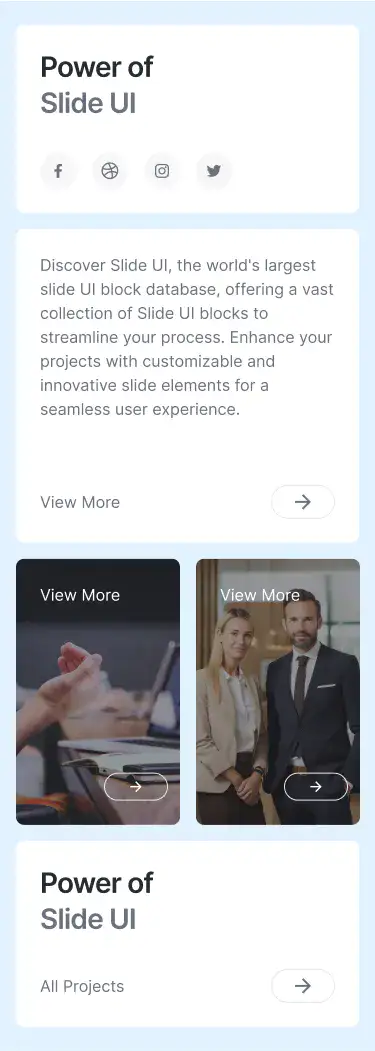 Power of
Slide UI
Discover Slide UI, the world's largest
slide UI block database, offering a vast
collection of Slide UI blocks to
streamline your process. Enhance your
projects with customizable and
innovative slide elements for a
seamless user experience.
View More
View More
View More
Power of
Slide UI
All Projects